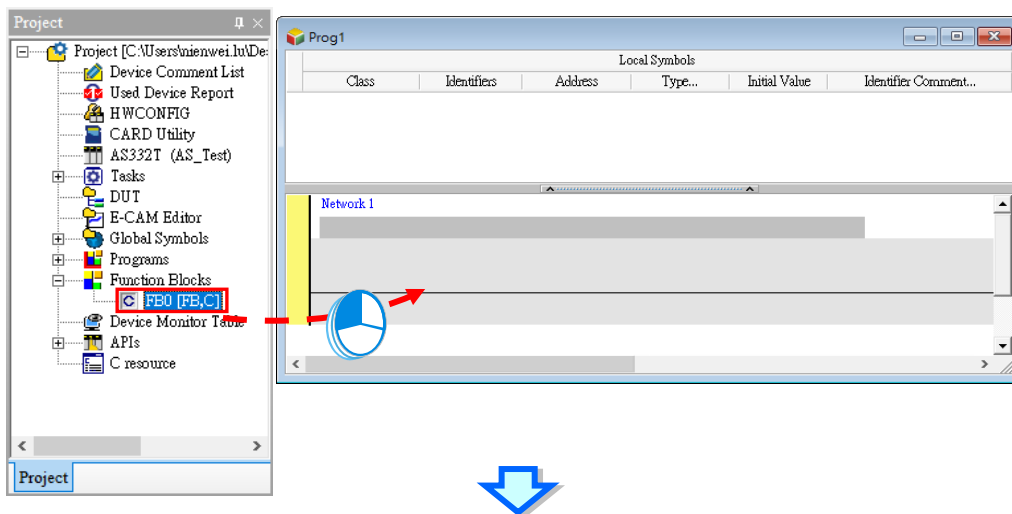 Project
Project [C:\Users\nienwei.lu\De:
Device Comment List
Used Device Report
HWCONFIG
CARD Utility
AS332T (AS_Test)
Tasks
DUT
E-CAM Editor
Global Symbols
Programs
Function Blocks
FB0 [FB,C]
Device Monitor Table
APIs
C resource
Project
Prog1
Local Symbols
Class Identifiers Address Type... Initial Value Identifier Comment...
Network 1